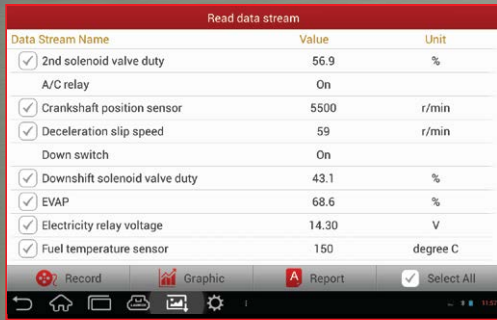 Read data stream
Data Stream Name Value Unit
2nd solenoid valve duty 56.9 %
A/C relay On
Crankshaft position sensor 5500 r/min
Deceleration slip speed 59 r/min
Down switch On
Downshift solenoid valve duty 43.1 %
EVAP 68.6 %
Electricity relay voltage 14.30 V
Fuel temperature sensor 150 degree C
Record Graphic A Report Select All